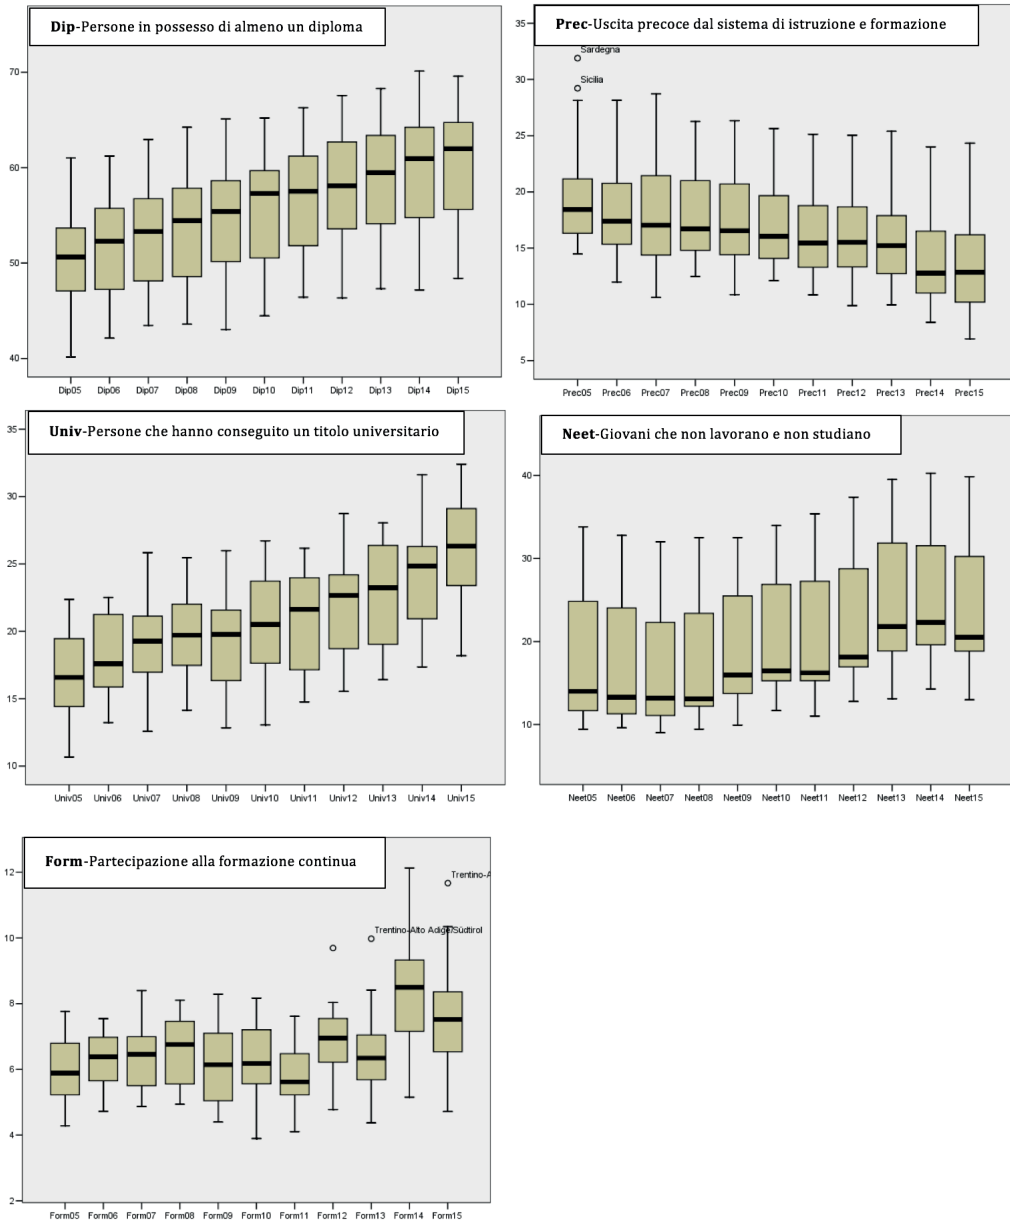 Dip-Persone in possesso di almeno un diploma
70
60
50
40
Dip05 Dip06 Dip07 Dip08 Dip09 Dip10 Dip11 Dip12 Dip13 Dip14 Dip15
Prec-Uscita precoce dal sistema di istruzione e formazione
35
Sardegna
30
Sicilia
25
20
15
10
5
Prec05 Prec06 Prec07 Prec08 Prec09 Prec10 Prec11 Prec12 Prec13 Prec14 Prec15
Univ-Persone che hanno conseguito un titolo universitario
35
30
25
20
15
10
Univ05 Univ06 Univ07 Univ08 Univ09 Univ10 Univ11 Univ12 Univ13 Univ14 Univ15
Neet-Giovani che non lavorano e non studiano
40
30
20
10
Neet05 Neet06 Neet07 Neet08 Neet09 Neet10 Neet11 Neet12 Neet13 Neet14 Neet15
Form-Partecipazione alla formazione continua
12
Trentino-A
10
Trentino-Alto Adige/Südtirol
8
6
4
2
Form05 Form06 Form07 Form08 Form09 Form10 Form11 Form12 Form13 Form14 Form15